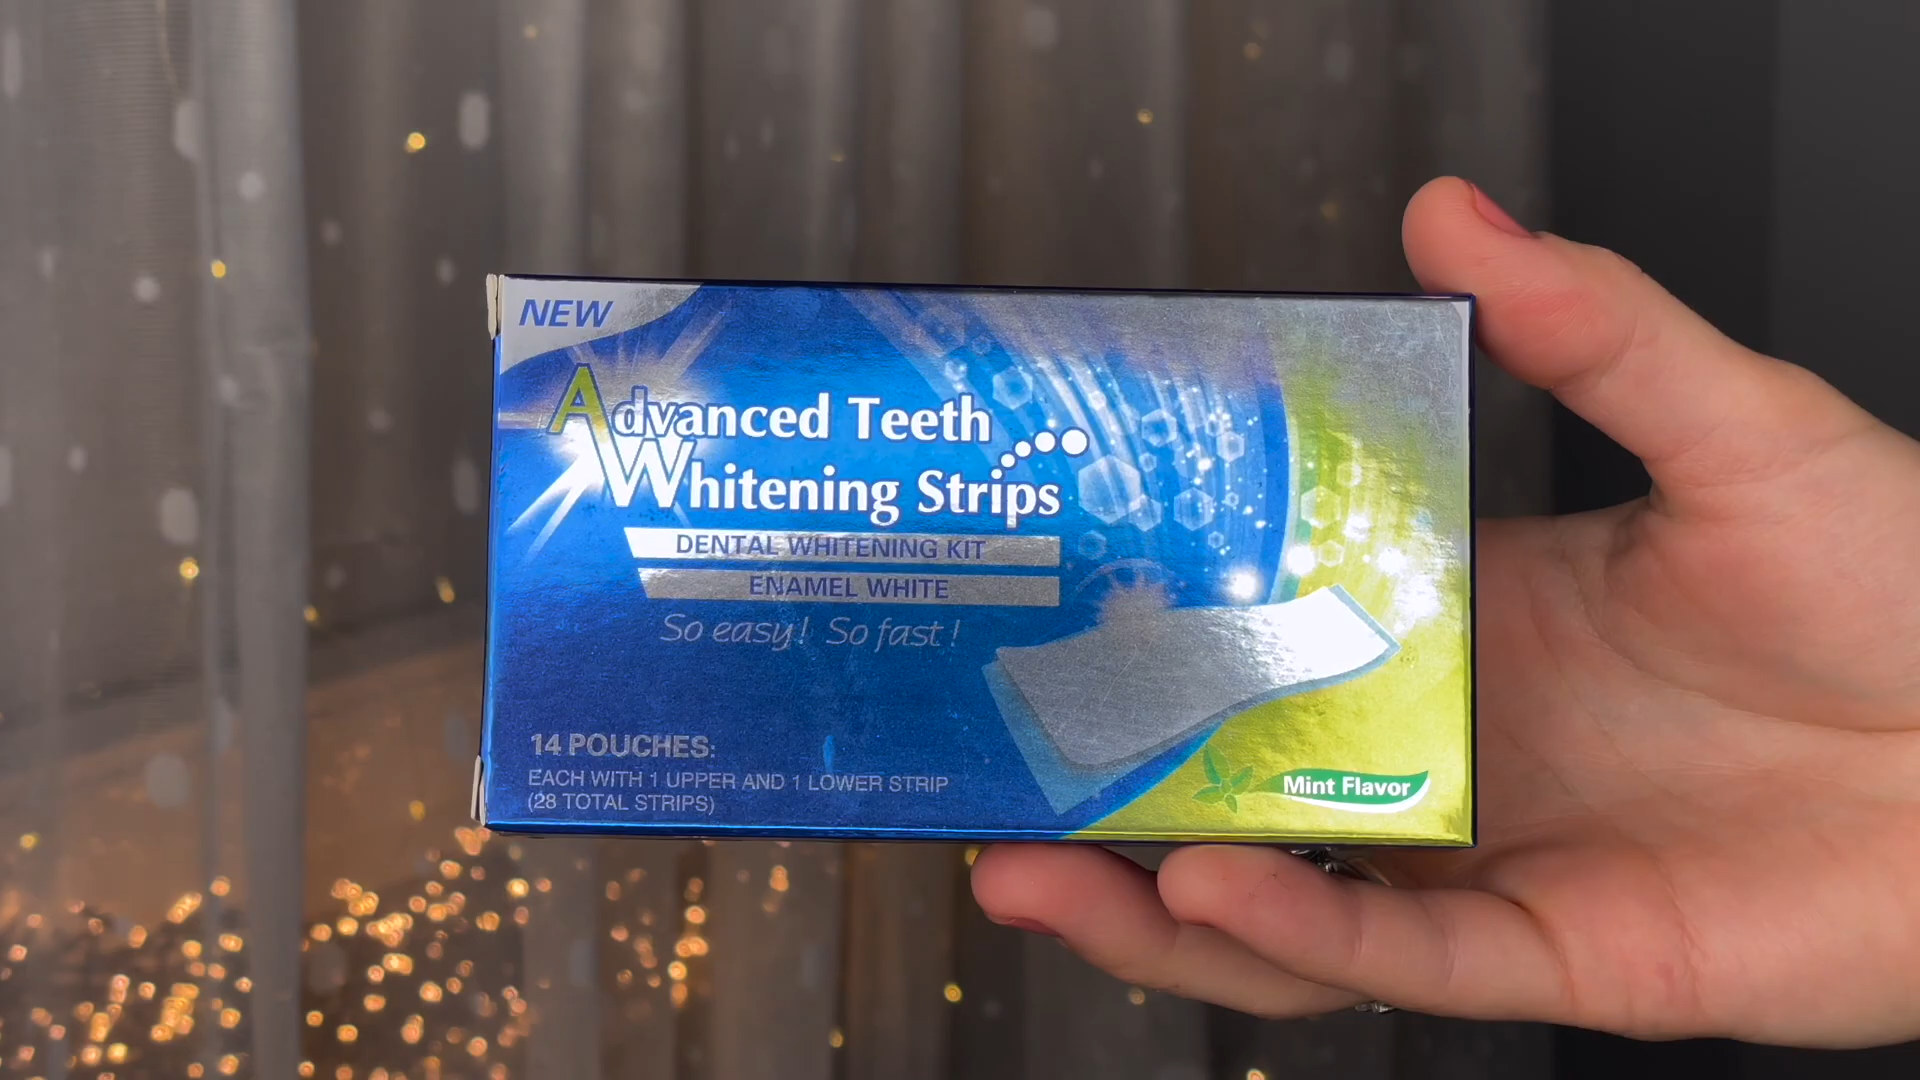 NEW
Advanced Teeth
Whitening Strips
DENTAL WHITENING KIT
ENAMEL WHITE
So easy! So fast!
14 POUCHES:
EACH WITH 1 UPPER AND 1 LOWER STRIP
(28 TOTAL STRIPS)
Mint Flavor